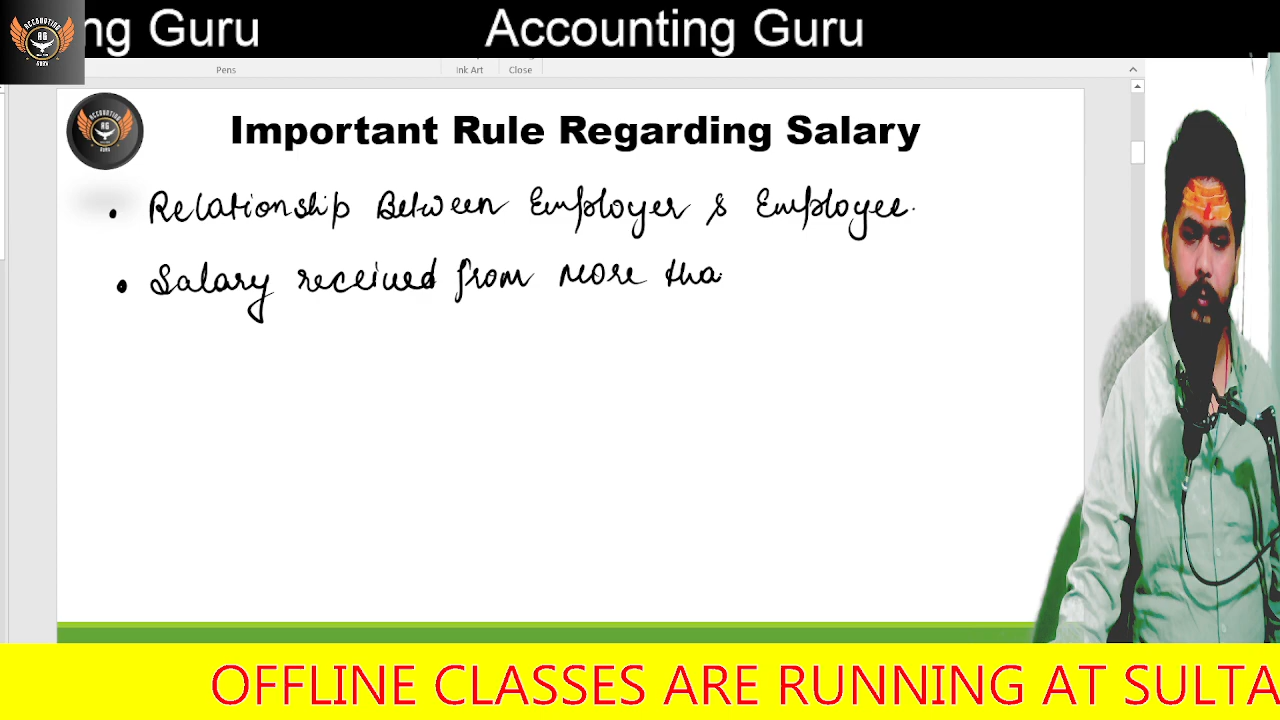 ng Guru Accounting Guru
Pens Ink Art Close
Important Rule Regarding Salary
• Relationship Between Employer & Employee.
• Salary received from more tha
OFFLINE CLASSES ARE RUNNING AT SULTA